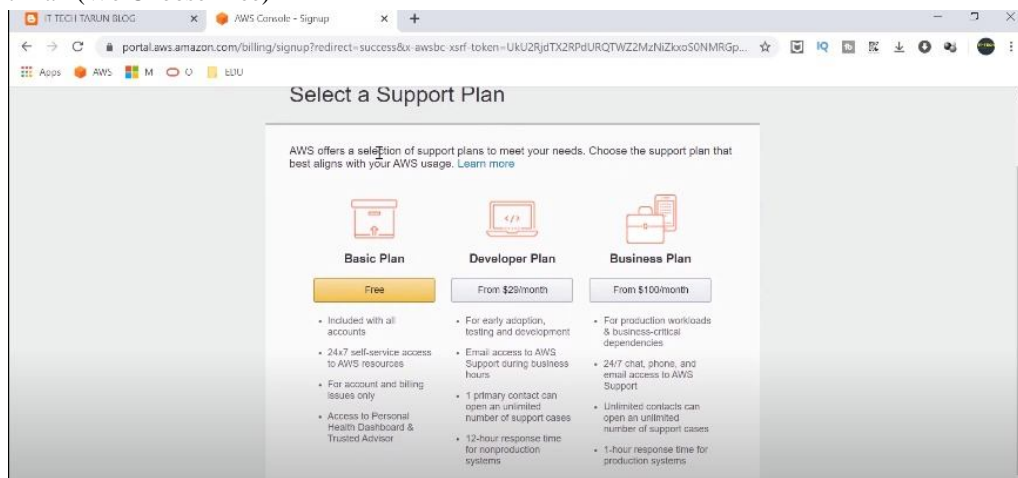 IT TECH TARUN BLOG
AWS Console - Signup
portal.aws.amazon.com/billing/signup?redirect=success&x-awsbc-xsrf-token=
IQ
Apps
AWS
M
O
EDU
Select a Support Plan
AWS offers a selection of support plans to meet your needs. Choose the support plan that
best aligns with your AWS usage. Learn more
Basic Plan
Free
• Included with all
accounts
• 24x7 self-service access
to AWS resources
• For account and billing
issues only
• Access to Personal
Health Dashboard &
Trusted Advisor
Developer Plan
From $29/month
• For early adoption,
testing and development
• Email access to AWS
Support during business
hours
• 1 primary contact can
open an unlimited
number of support cases
• 12-hour response time
for nonproduction
systems
Business Plan
From $100/month
• For production workloads
& business-critical
dependencies
• 24/7 chat, phone, and
email access to AWS
Support
• Unlimited contacts can
open an unlimited
number of support cases
• 1-hour response time for
production systems